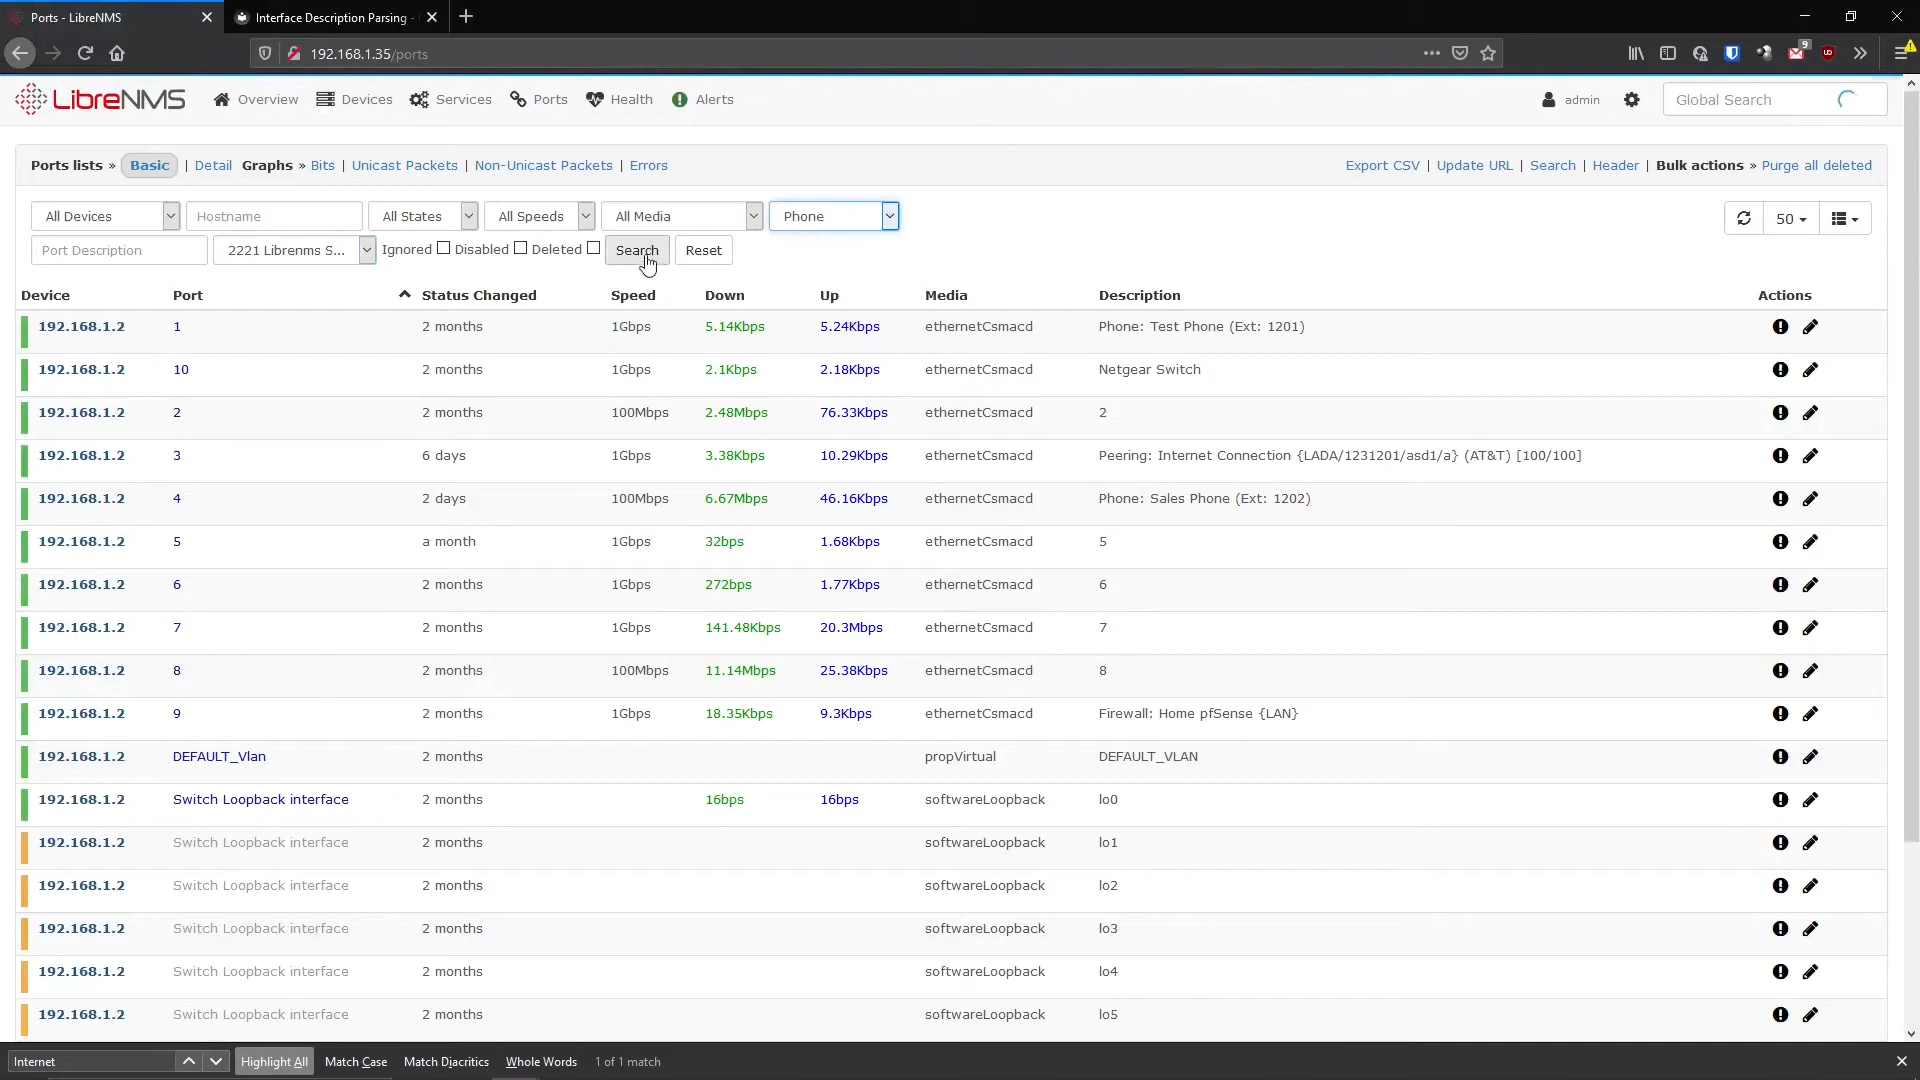 Ports - LibreNMS
Interface Description Parsing -
192.168.1.35/ports
9
LibreNMS Overview Devices Services Ports Health Alerts admin Global Search
Ports lists » Basic | Detail Graphs » Bits | Unicast Packets | Non-Unicast Packets | Errors Export CSV | Update URL | Search | Header | Bulk actions » Purge all deleted
All Devices Hostname All States All Speeds All Media Phone 50
Port Description 2221 Librenms S... Ignored Disabled Deleted Search Reset
Device Port Status Changed Speed Down Up Media Description Actions
192.168.1.2 1 2 months 1Gbps 5.14Kbps 5.24Kbps ethernetCsmacd Phone: Test Phone (Ext: 1201)
192.168.1.2 10 2 months 1Gbps 2.1Kbps 2.18Kbps ethernetCsmacd Netgear Switch
192.168.1.2 2 2 months 100Mbps 2.48Mbps 76.33Kbps ethernetCsmacd 2
192.168.1.2 3 6 days 1Gbps 3.38Kbps 10.29Kbps ethernetCsmacd Peering: Internet Connection {LADA/1231201/asd1/a} (AT&T) [100/100]
192.168.1.2 4 2 days 100Mbps 6.67Mbps 46.16Kbps ethernetCsmacd Phone: Sales Phone (Ext: 1202)
192.168.1.2 5 a month 1Gbps 32bps 1.68Kbps ethernetCsmacd 5
192.168.1.2 6 2 months 1Gbps 272bps 1.77Kbps ethernetCsmacd 6
192.168.1.2 7 2 months 1Gbps 141.48Kbps 20.3Mbps ethernetCsmacd 7
192.168.1.2 8 2 months 100Mbps 11.14Mbps 25.38Kbps ethernetCsmacd 8
192.168.1.2 9 2 months 1Gbps 18.35Kbps 9.3Kbps ethernetCsmacd Firewall: Home pfSense {LAN}
192.168.1.2 DEFAULT_Vlan 2 months propVirtual DEFAULT_VLAN
192.168.1.2 Switch Loopback interface 2 months 16bps 16bps softwareLoopback lo0
192.168.1.2 Switch Loopback interface 2 months softwareLoopback lo1
192.168.1.2 Switch Loopback interface 2 months softwareLoopback lo2
192.168.1.2 Switch Loopback interface 2 months softwareLoopback lo3
192.168.1.2 Switch Loopback interface 2 months softwareLoopback lo4
192.168.1.2 Switch Loopback interface 2 months softwareLoopback lo5
Internet Highlight All Match Case Match Diacritics Whole Words 1 of 1 match